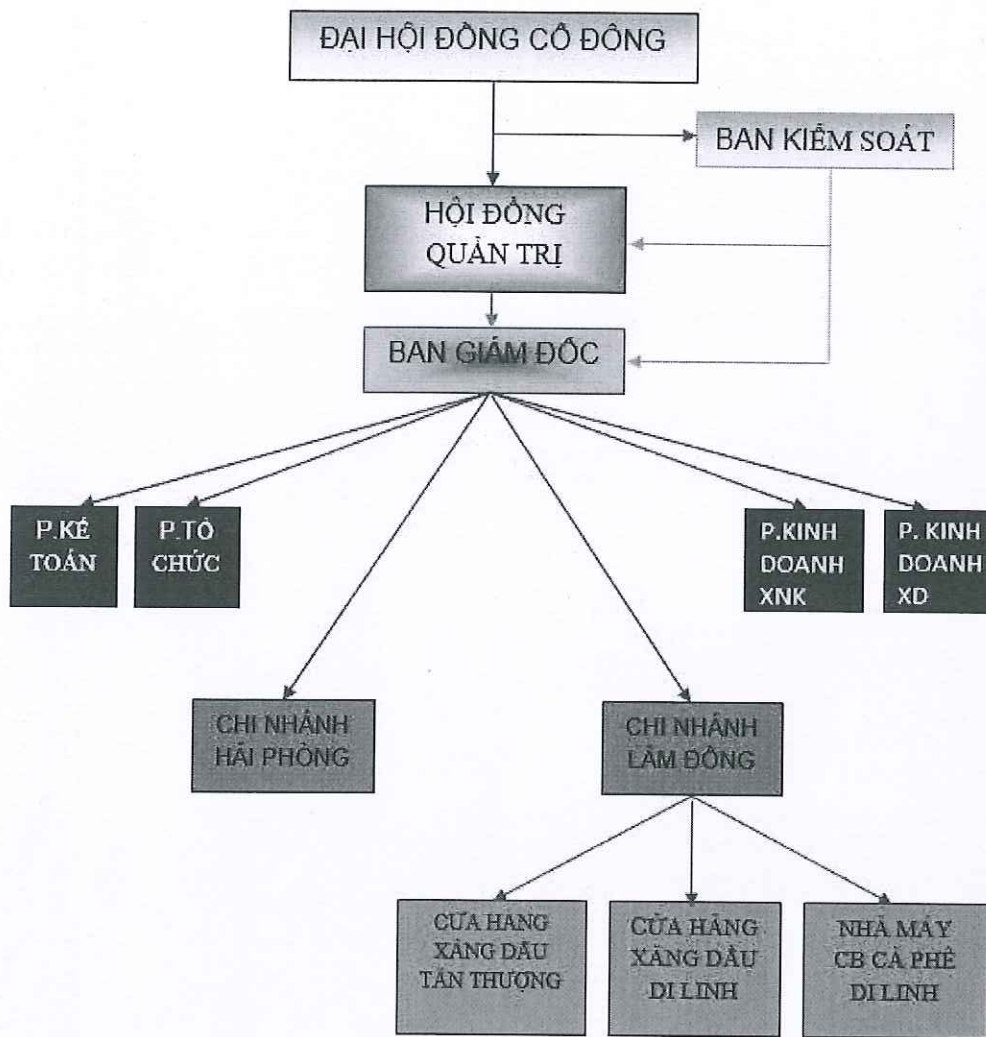 ĐẠI HỘI ĐỒNG CỔ ĐÔNG
BAN KIỂM SOÁT
HỘI ĐỒNG
QUẢN TRỊ
BAN GIÁM ĐỐC
P.KẾ
TOÁN
P.TỔ
CHỨC
P.KINH
DOANH
XNK
P. KINH
DOANH
XD
CHI NHÁNH
HẢI PHÒNG
CHI NHÁNH
LÂM ĐỒNG
CỬA HÀNG
XĂNG DẦU
TÂN THƯỢNG
CỬA HÀNG
XĂNG DẦU
DI LINH
NHÀ MÁY
CB CÀ PHÊ
DI LINH